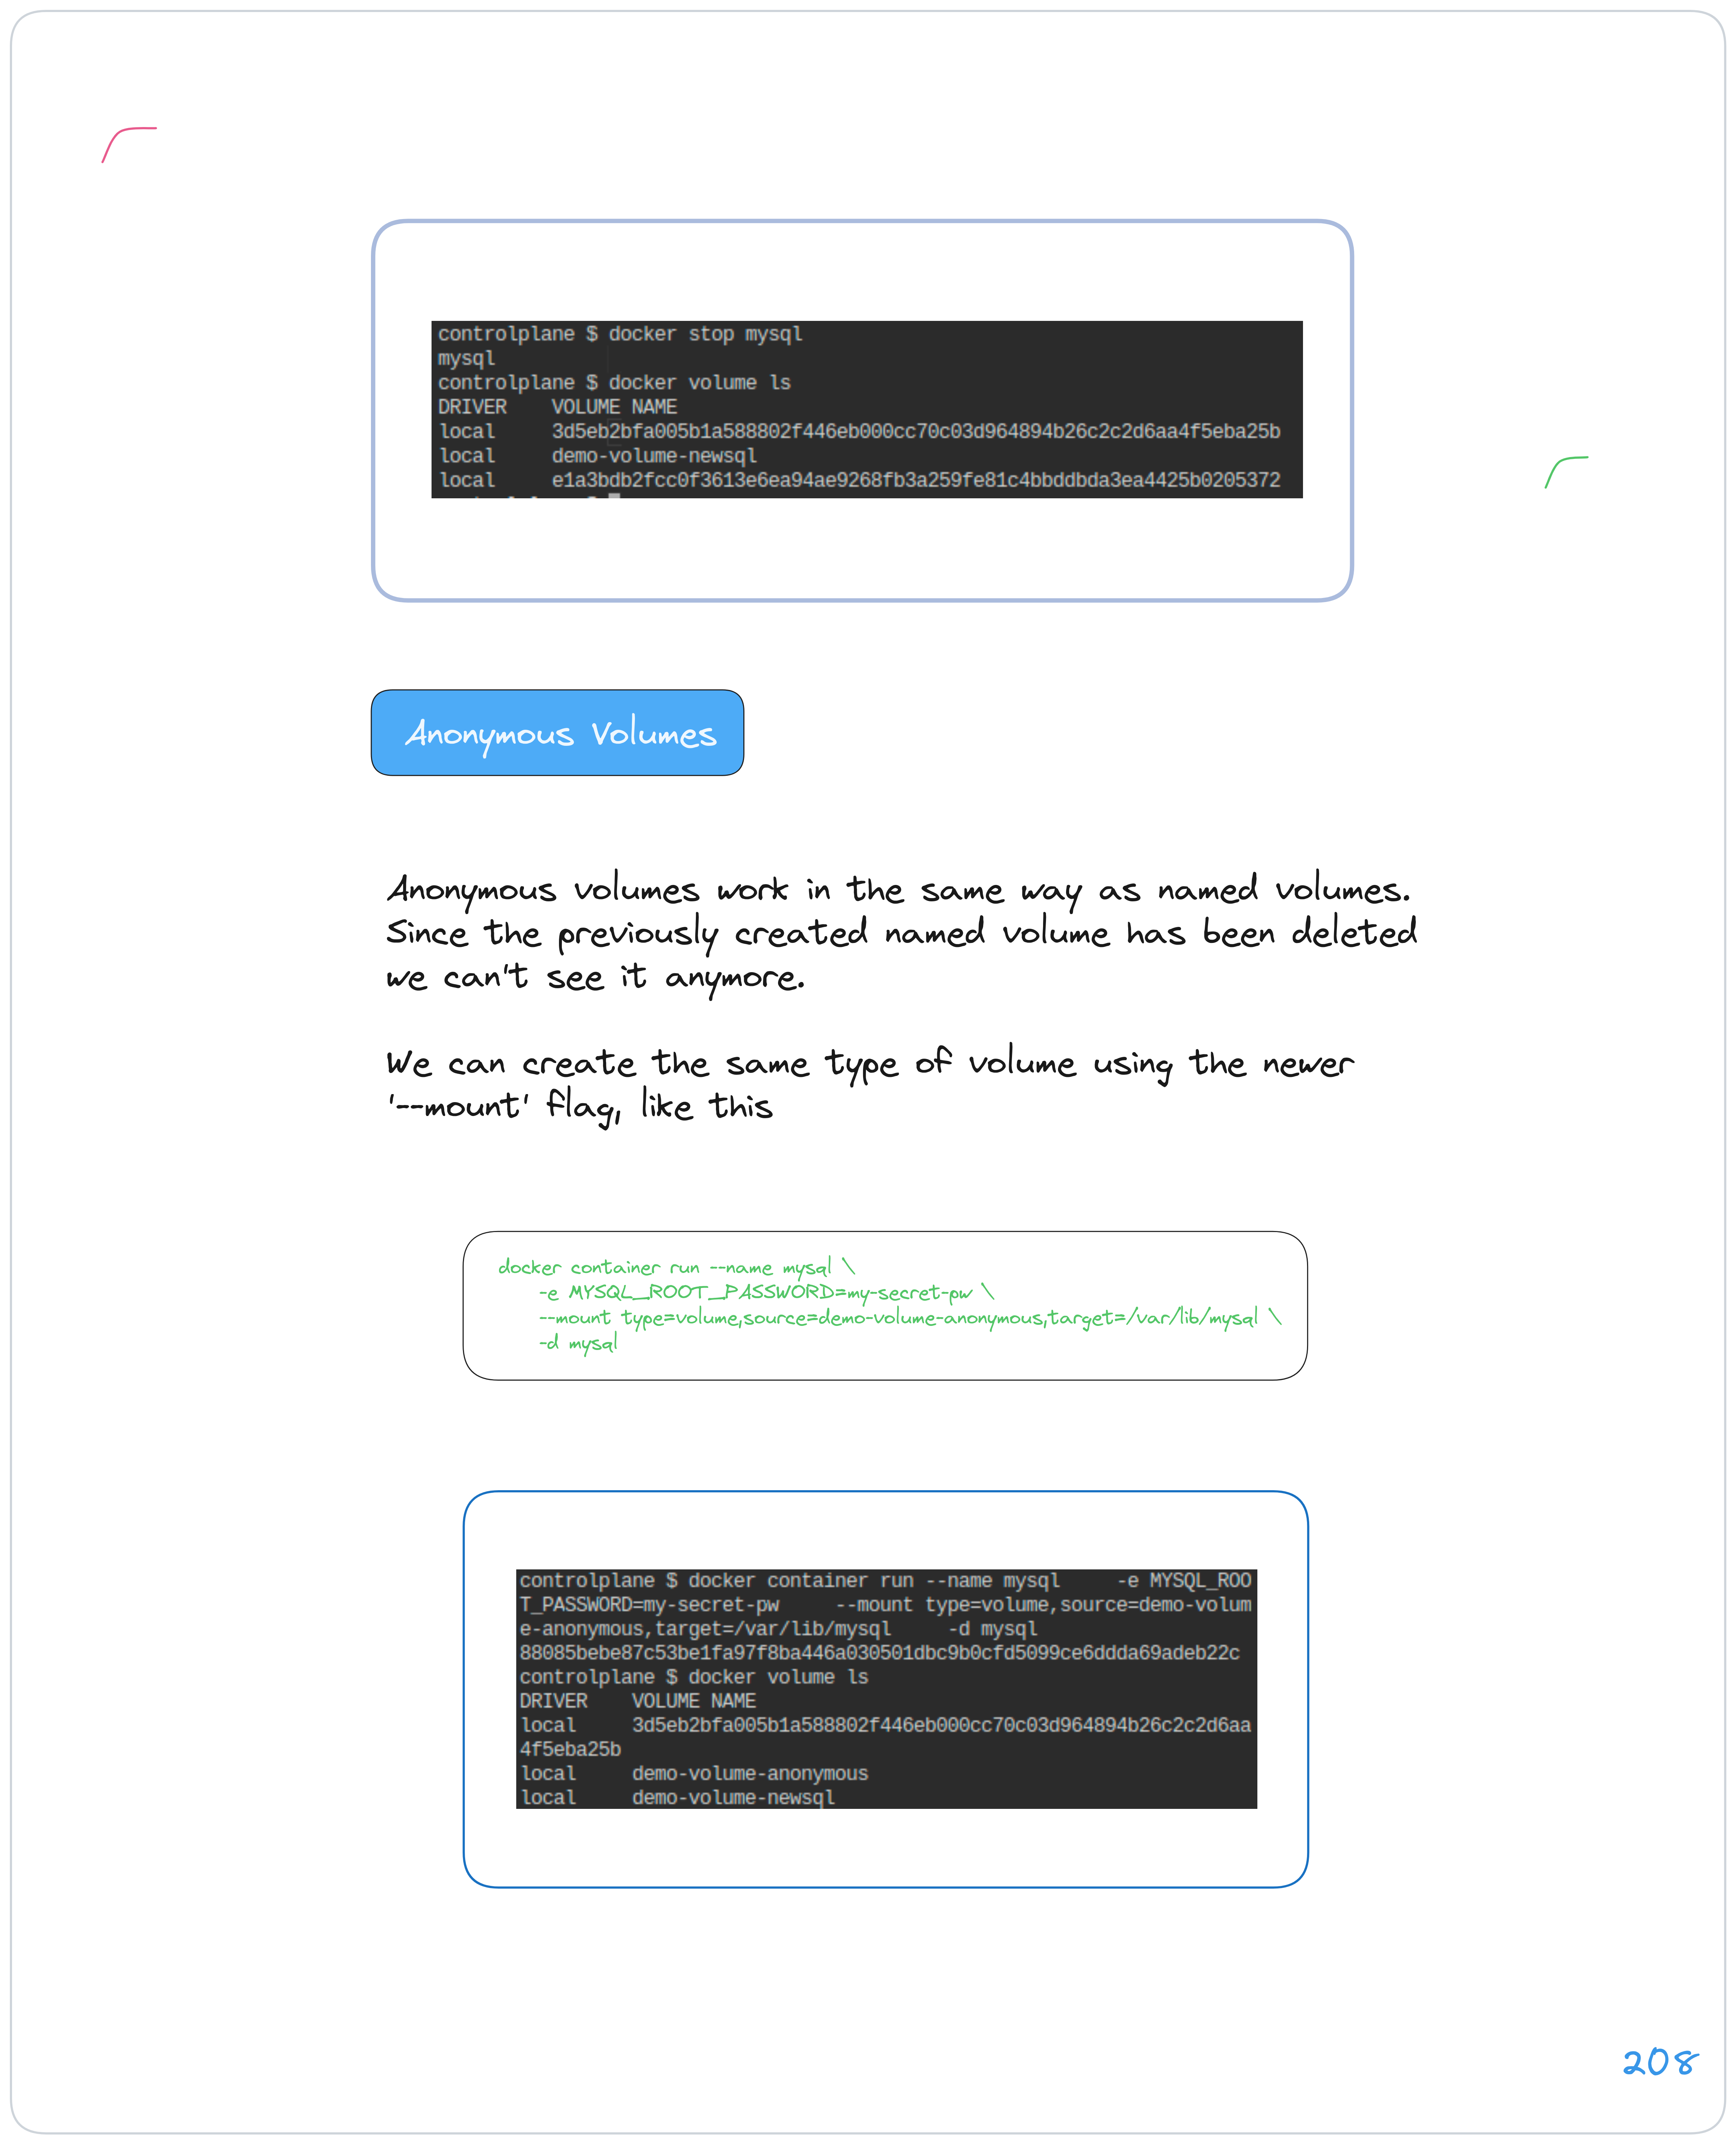 controlplane $ docker stop mysql
mysql
controlplane $ docker volume ls
DRIVER    VOLUME NAME
local     3d5eb2bfa005b1a588802f446eb000cc70c03d964894b26c2c2d6aa4f5eba25b
local     demo-volume-newsql
local     e1a3bdb2fcc0f3613e6ea94ae9268fb3a259fe81c4bbddbda3ea4425b0205372
Anonymous Volumes
Anonymous volumes work in the same way as named volumes.
Since the previously created named volume has been deleted
we can't see it anymore.
We can create the same type of volume using the newer
'--mount' flag, like this
docker container run --name mysql \
    -e MYSQL_ROOT_PASSWORD=my-secret-pw \
    --mount type=volume,source=demo-volume-anonymous,target=/var/lib/mysql \
    -d mysql
controlplane $ docker container run --name mysql     -e MYSQL_ROO
T_PASSWORD=my-secret-pw     --mount type=volume,source=demo-volum
e-anonymous,target=/var/lib/mysql     -d mysql
88085bebe87c53be1fa97f8ba446a030501dbc9b0cfd5099ce6ddda69adeb22c
controlplane $ docker volume ls
DRIVER    VOLUME NAME
local     3d5eb2bfa005b1a588802f446eb000cc70c03d964894b26c2c2d6aa
4f5eba25b
local     demo-volume-anonymous
local     demo-volume-newsql
208